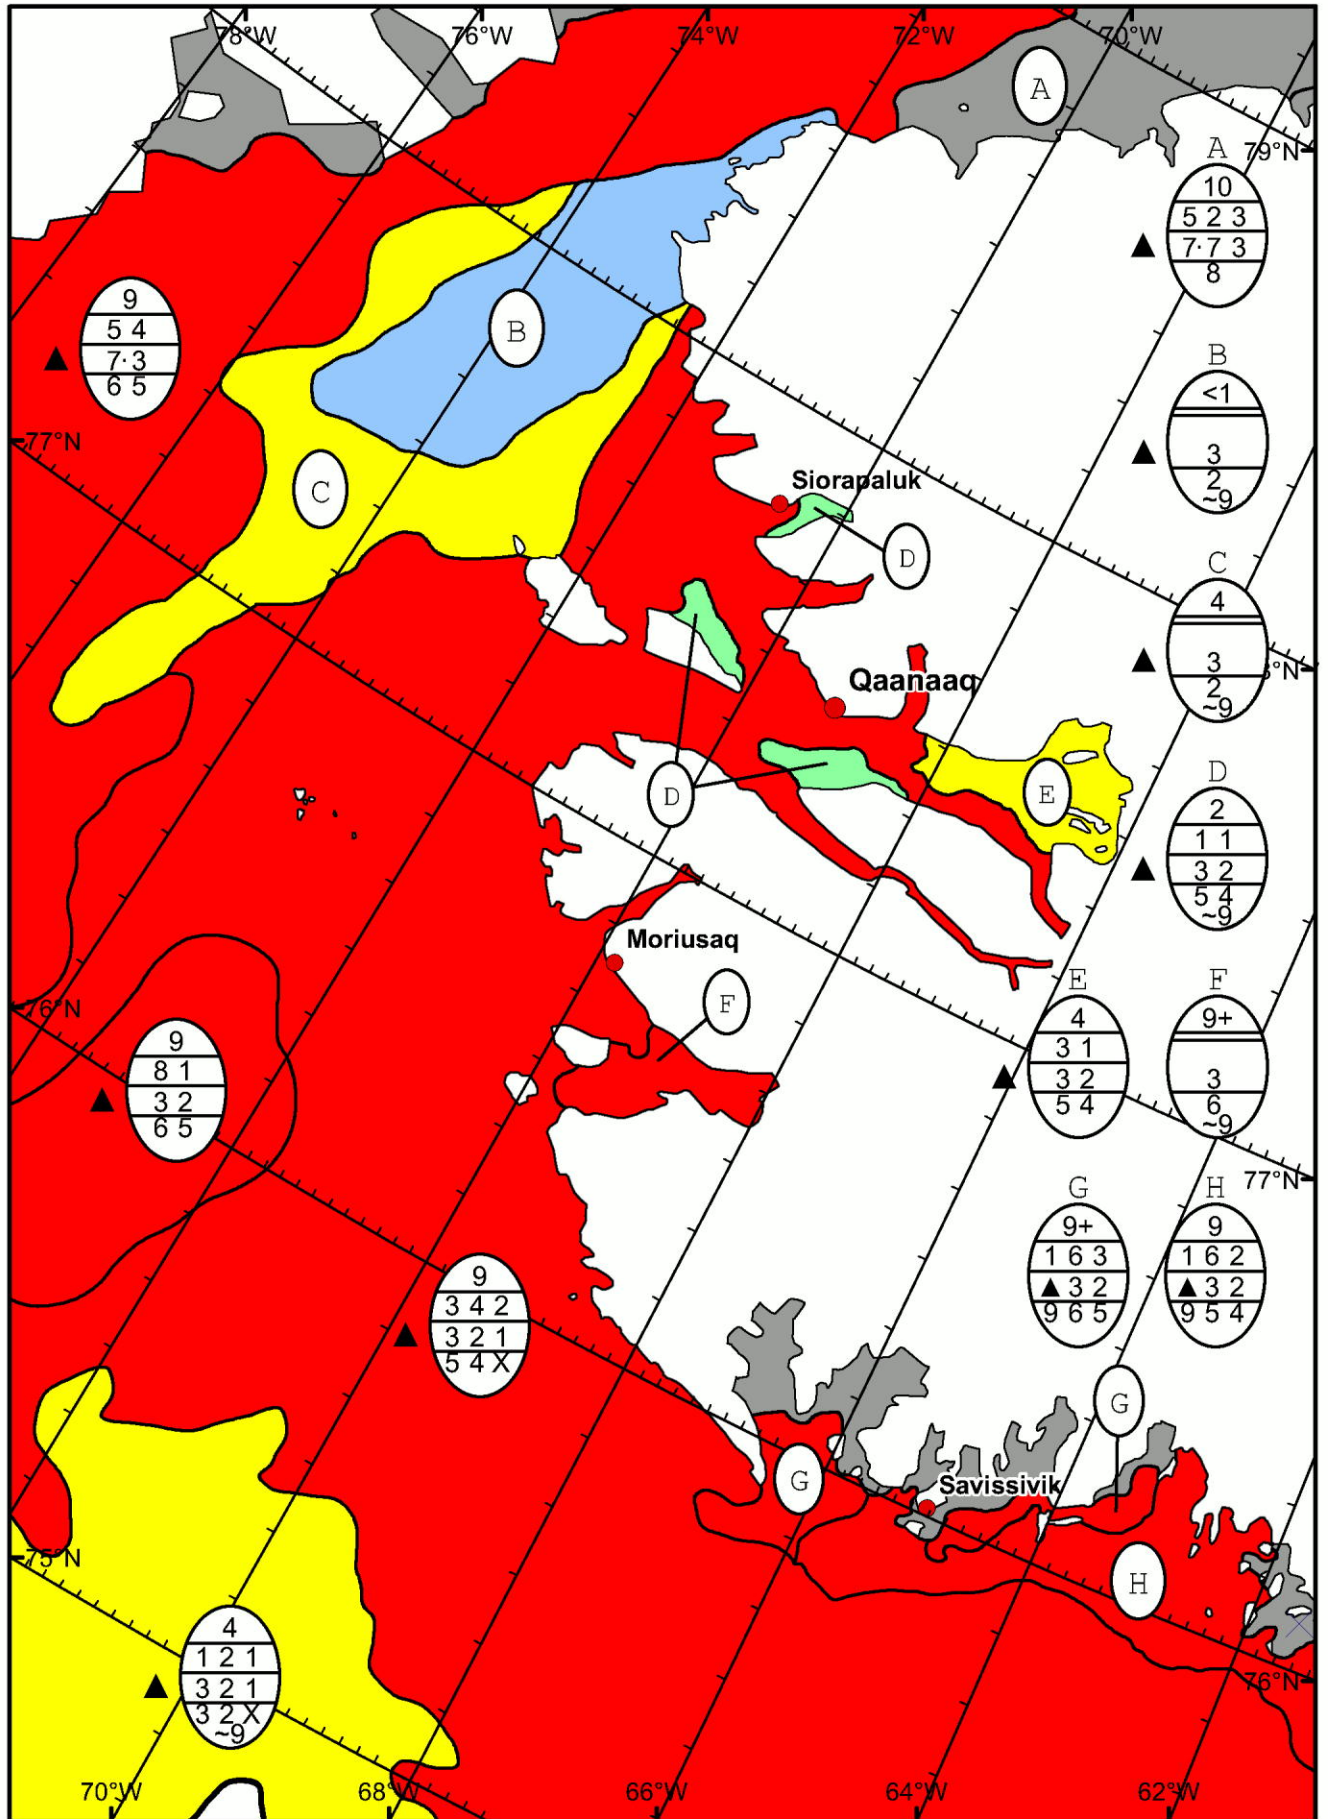 78°W
76°W
74°W
72°W
70°W
A
79°N
A
10
5 2 3
7· 7 3
8
9
5 4
7· 3
6 5
B
B
<1
3
2
~9
77°N
C
Siorapaluk
D
C
4
3
2
~9
8°N
Qaanaaq
E
D
D
2
1 1
3 2
5 4
~9
Moriusaq
F
E
4
3 1
3 2
5 4
F
9+
3
6
~9
76°N
9
8 1
3 2
6 5
77°N
G
9+
1 6 3
▲ 3 2
9 6 5
H
9
1 6 2
▲ 3 2
9 5 4
9
3 4 2
3 2 1
5 4 X
G
G
Savissivik
H
75°N
4
1 2 1
3 2 1
3 2 X
~9
76°N
70°W
68°W
66°W
64°W
62°W